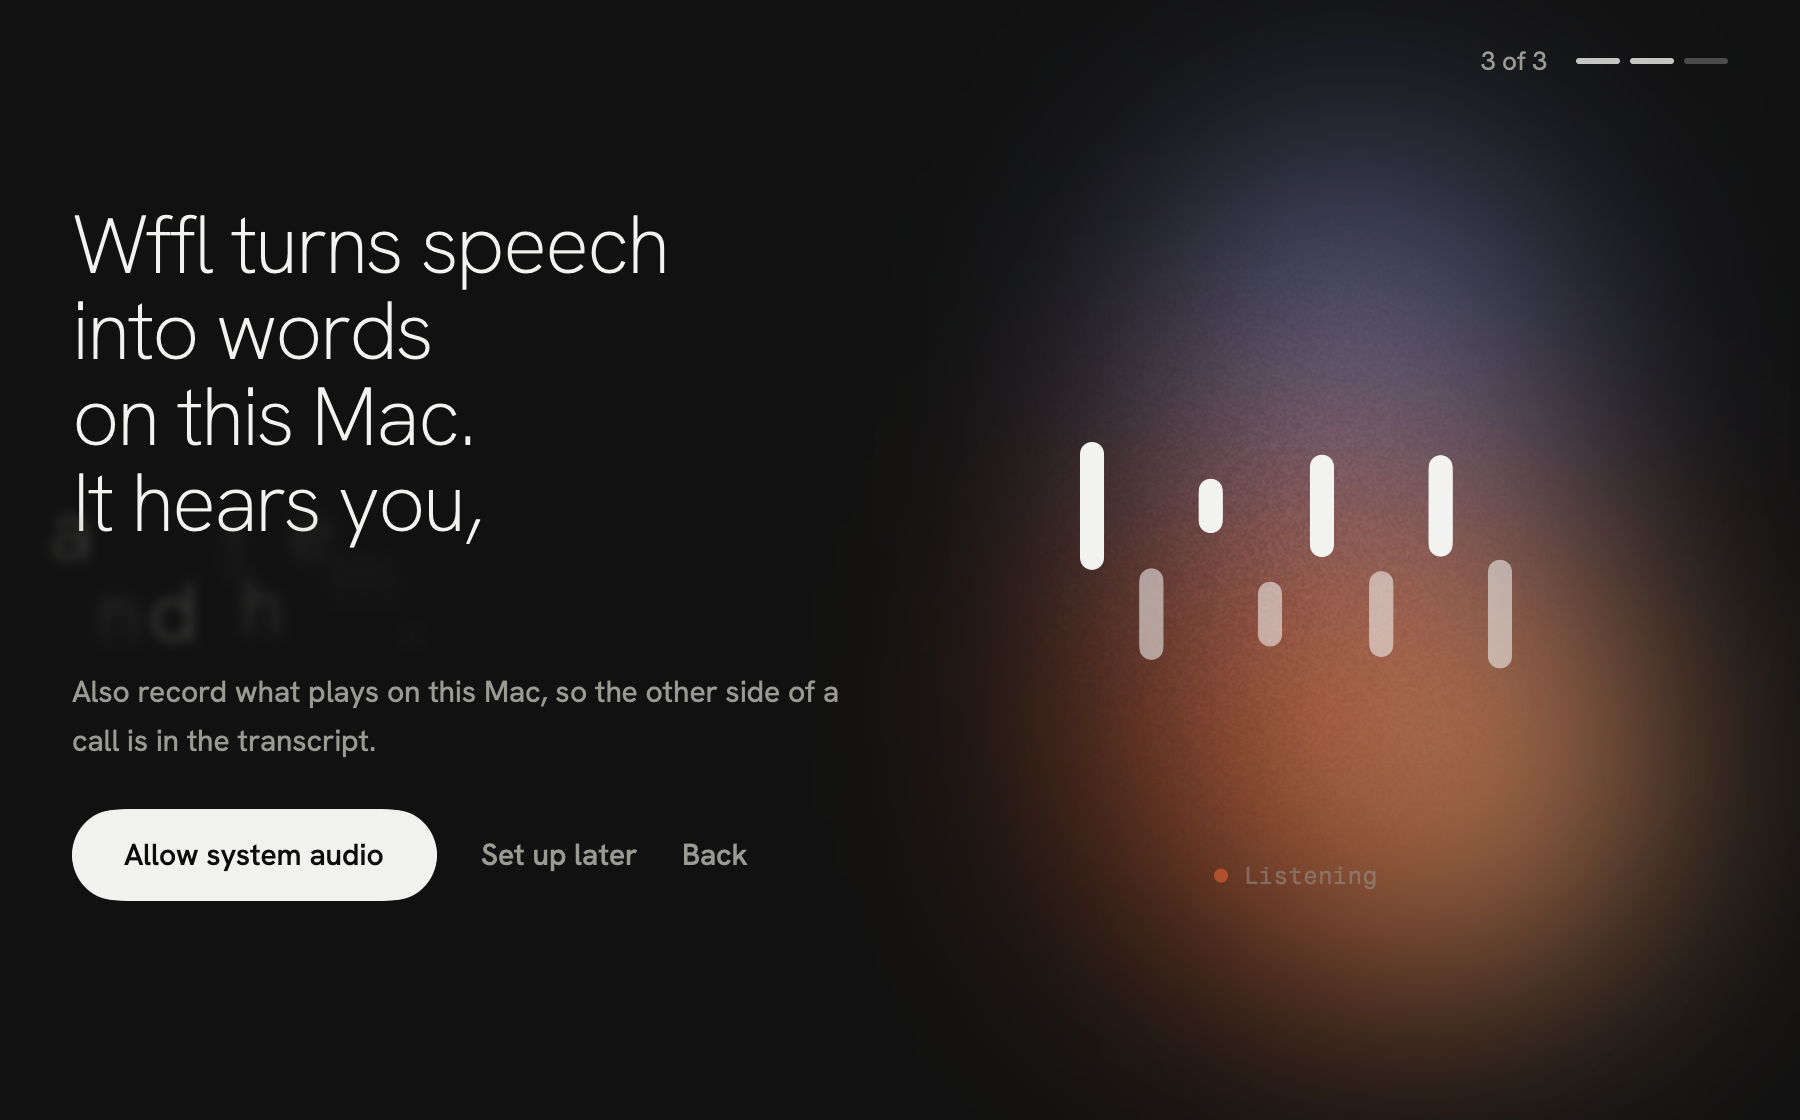 3 of 3
Wffl turns speech
into words
on this Mac.
It hears you,
and them.
Also record what plays on this Mac, so the other side of a
call is in the transcript.
Allow system audio
Set up later
Back
Listening